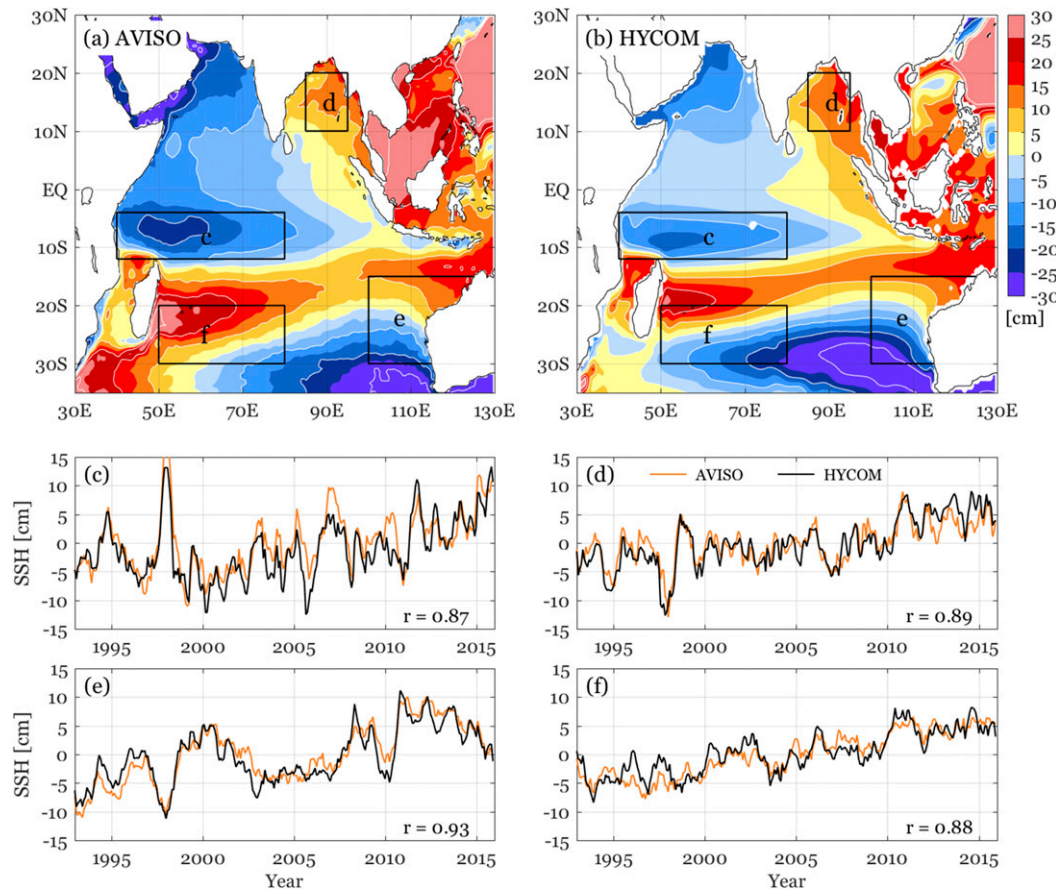 30N
20N
10N
EQ
10S
20S
30S
30E 50E 70E 90E 110E 130E
(a) AVISO
c
d
e
f
30N
20N
10N
EQ
10S
20S
30S
30E 50E 70E 90E 110E 130E
(b) HYCOM
c
d
e
f
30
25
20
15
10
5
0
-5
-10
-15
-20
-25
-30
[cm]
(c)
SSH [cm]
15
10
5
0
-5
-10
-15
1995 2000 2005 2010 2015
r = 0.87
(d)
AVISO HYCOM
15
10
5
0
-5
-10
-15
1995 2000 2005 2010 2015
r = 0.89
(e)
SSH [cm]
15
10
5
0
-5
-10
-15
1995 2000 2005 2010 2015
Year
r = 0.93
(f)
15
10
5
0
-5
-10
-15
1995 2000 2005 2010 2015
Year
r = 0.88